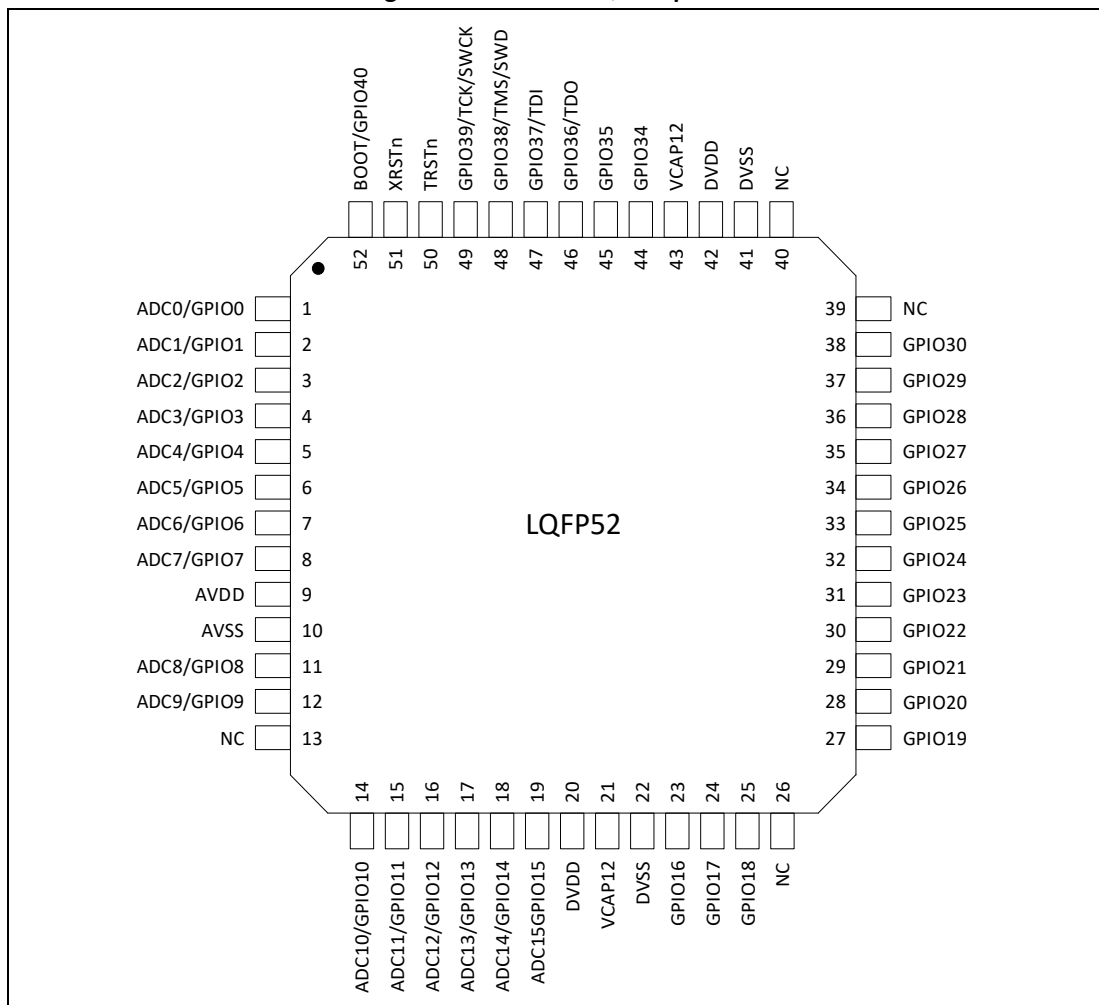 BOOT/GPIO40
XRSTn
TRSTn
GPIO39/TCK/SWCK
GPIO38/TMS/SWD
GPIO37/TDI
GPIO36/TDO
GPIO35
GPIO34
VCAP12
DVDD
DVSS
NC
52
51
50
49
48
47
46
45
44
43
42
41
40
ADC0/GPIO0 1
ADC1/GPIO1 2
ADC2/GPIO2 3
ADC3/GPIO3 4
ADC4/GPIO4 5
ADC5/GPIO5 6
ADC6/GPIO6 7
ADC7/GPIO7 8
AVDD 9
AVSS 10
ADC8/GPIO8 11
ADC9/GPIO9 12
NC 13
LQFP52
39 NC
38 GPIO30
37 GPIO29
36 GPIO28
35 GPIO27
34 GPIO26
33 GPIO25
32 GPIO24
31 GPIO23
30 GPIO22
29 GPIO21
28 GPIO20
27 GPIO19
14
15
16
17
18
19
20
21
22
23
24
25
26
ADC10/GPIO10
ADC11/GPIO11
ADC12/GPIO12
ADC13/GPIO13
ADC14/GPIO14
ADC15GPIO15
DVDD
VCAP12
DVSS
GPIO16
GPIO17
GPIO18
NC